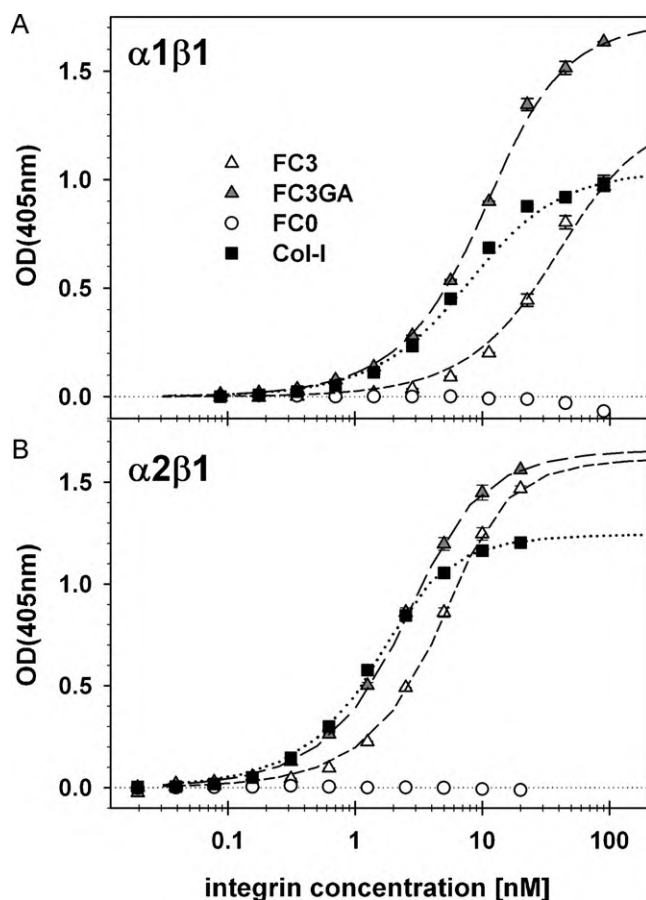 A
α1β1
FC3
FC3GA
FC0
Col-I
OD(405nm)
1.5
1.0
0.5
0.0
B
α2β1
OD(405nm)
1.5
1.0
0.5
0.0
0.1 1 10 100
integrin concentration [nM]